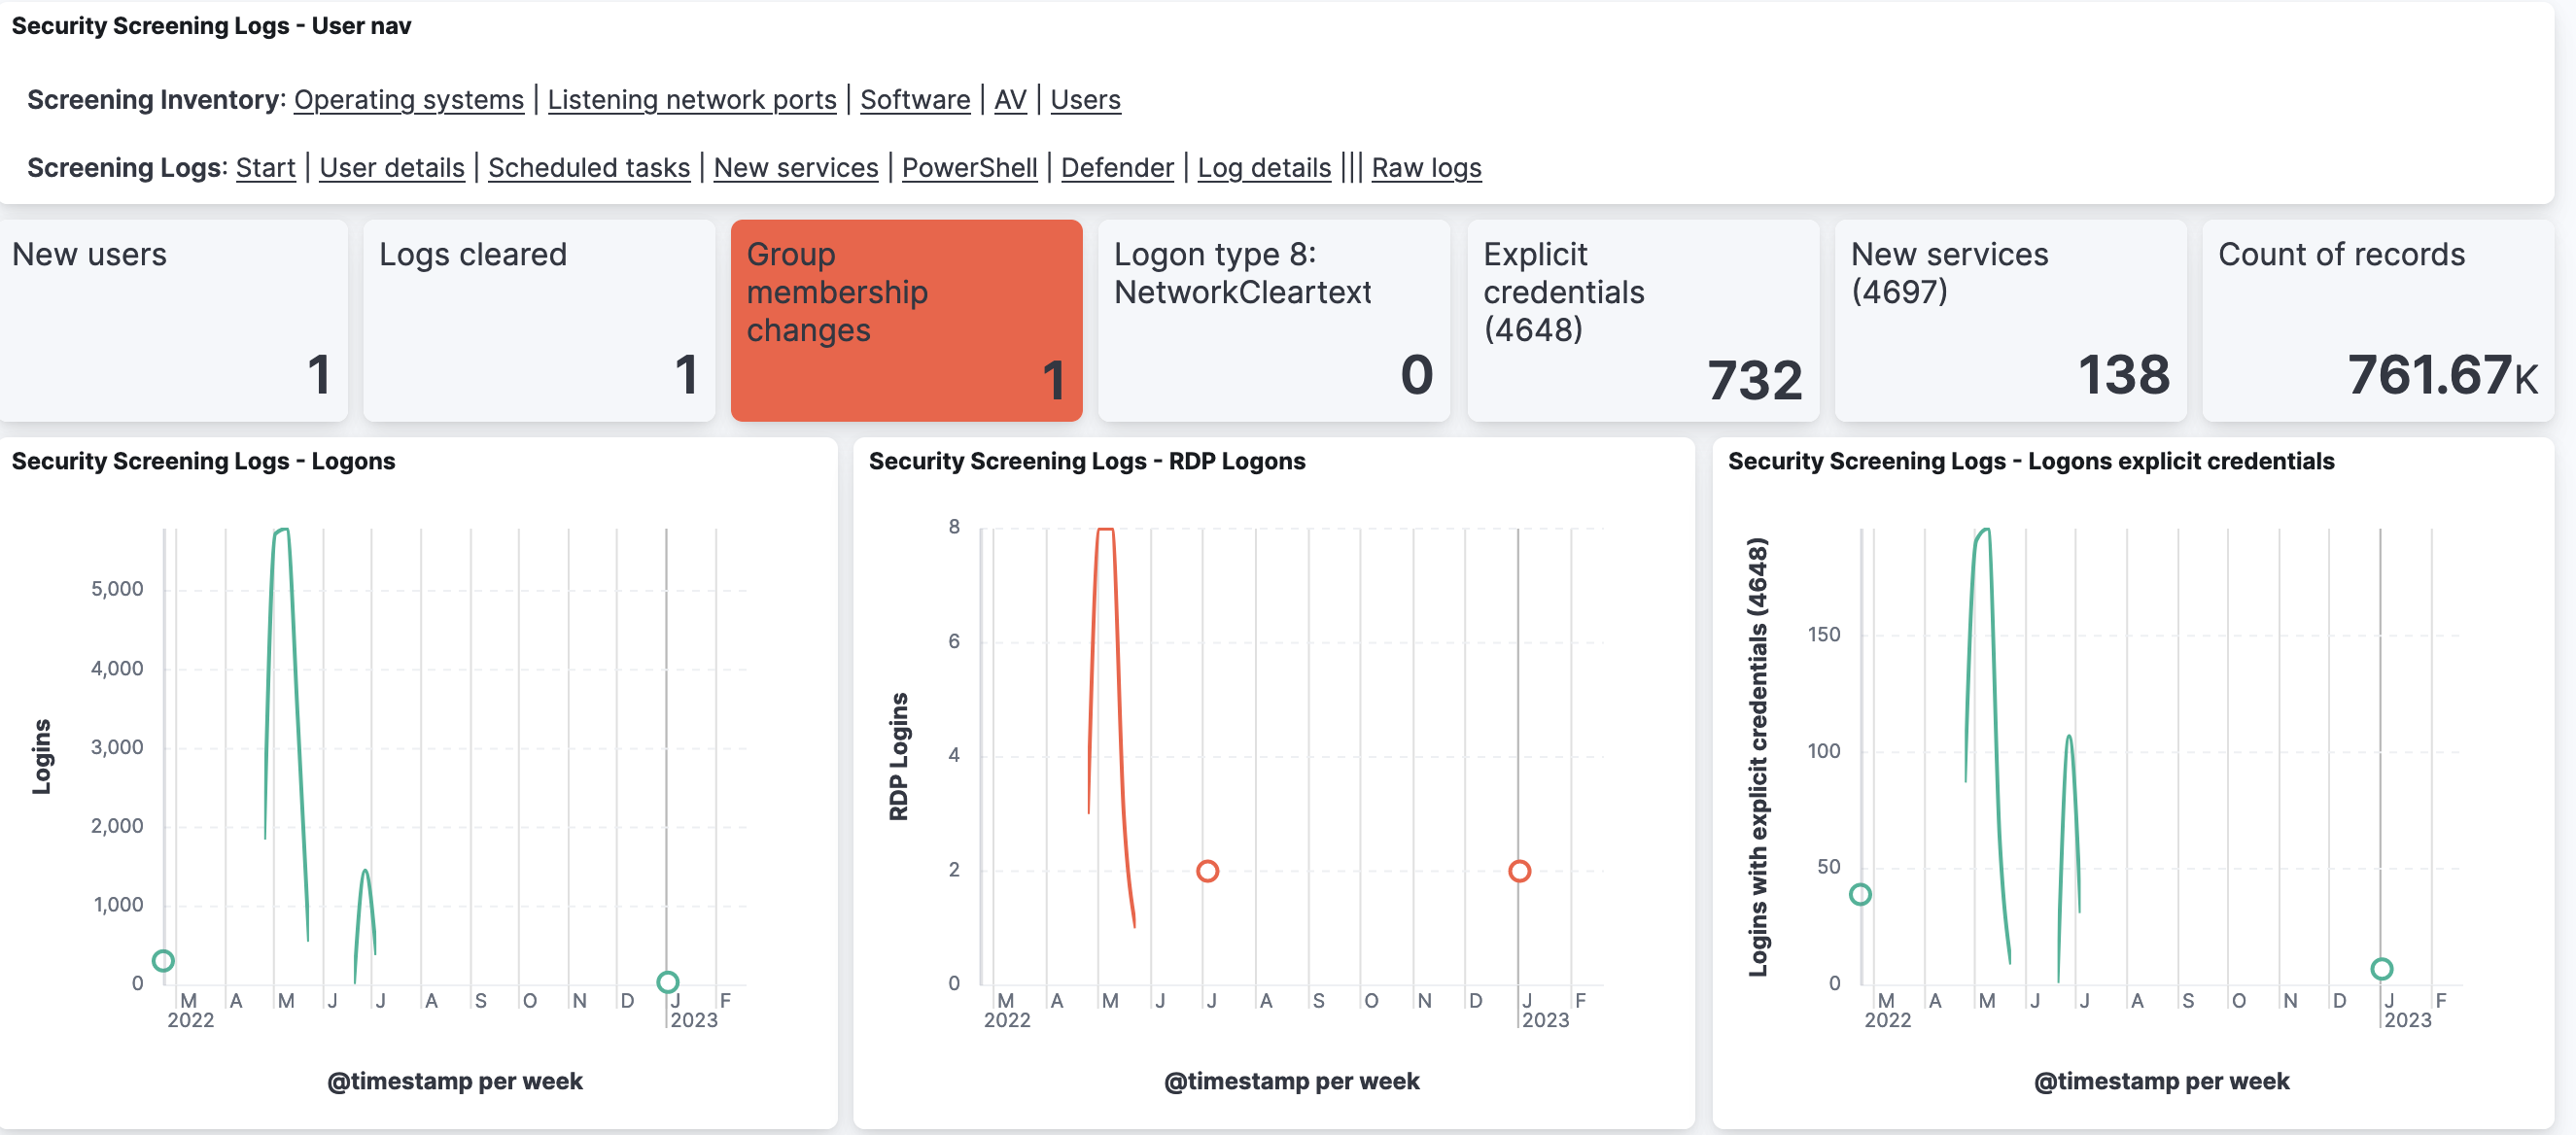 Security Screening Logs - User nav
Screening Inventory: Operating systems | Listening network ports | Software | AV | Users
Screening Logs: Start | User details | Scheduled tasks | New services | PowerShell | Defender | Log details ||| Raw logs
New users
1
Logs cleared
1
Group
membership
changes
1
Logon type 8:
NetworkCleartext
0
Explicit
credentials
(4648)
732
New services
(4697)
138
Count of records
761.67K
Security Screening Logs - Logons
Logins
5,000
4,000
3,000
2,000
1,000
0
M A M J J A S O N D J F
2022 2023
@timestamp per week
Security Screening Logs - RDP Logons
RDP Logins
8
6
4
2
0
M A M J J A S O N D J F
2022 2023
@timestamp per week
Security Screening Logs - Logons explicit credentials
Logins with explicit credentials (4648)
150
100
50
0
M A M J J A S O N D J F
2022 2023
@timestamp per week